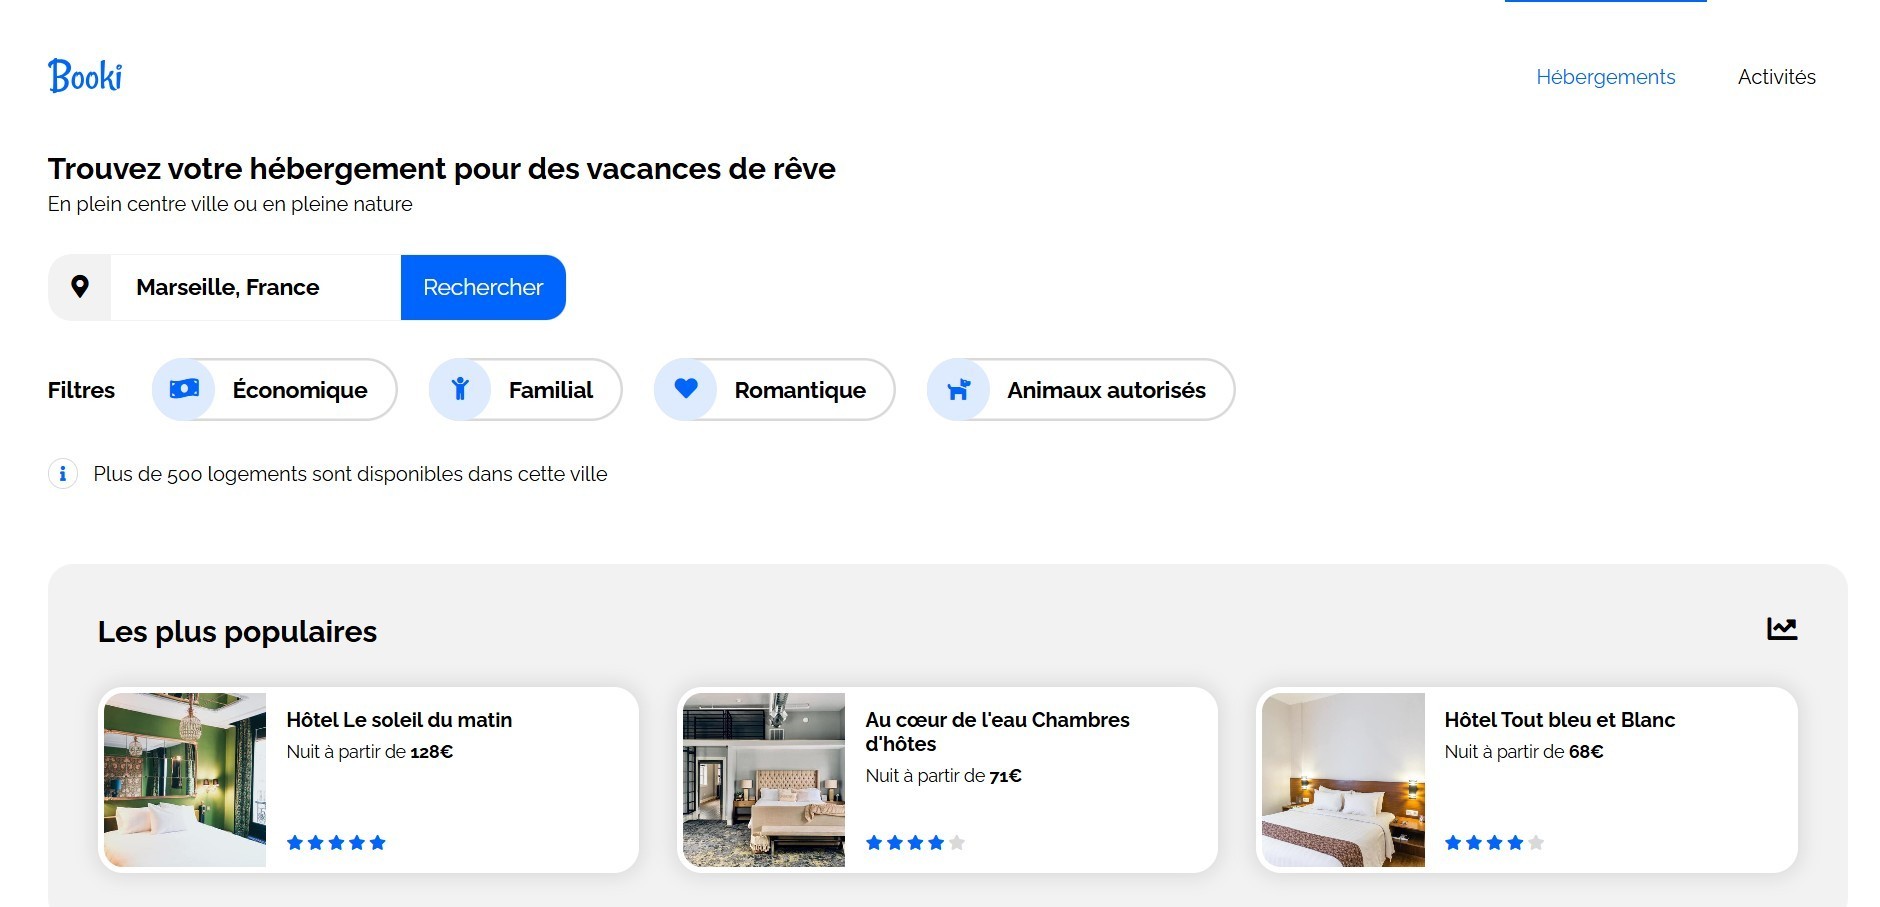 Booki
Hébergements
Activités
Trouvez votre hébergement pour des vacances de rêve
En plein centre ville ou en pleine nature
Marseille, France
Rechercher
Filtres
Économique
Familial
Romantique
Animaux autorisés
Plus de 500 logements sont disponibles dans cette ville
Les plus populaires
Hôtel Le soleil du matin
Nuit à partir de 128€
Au cœur de l'eau Chambres
d'hôtes
Nuit à partir de 71€
Hôtel Tout bleu et Blanc
Nuit à partir de 68€